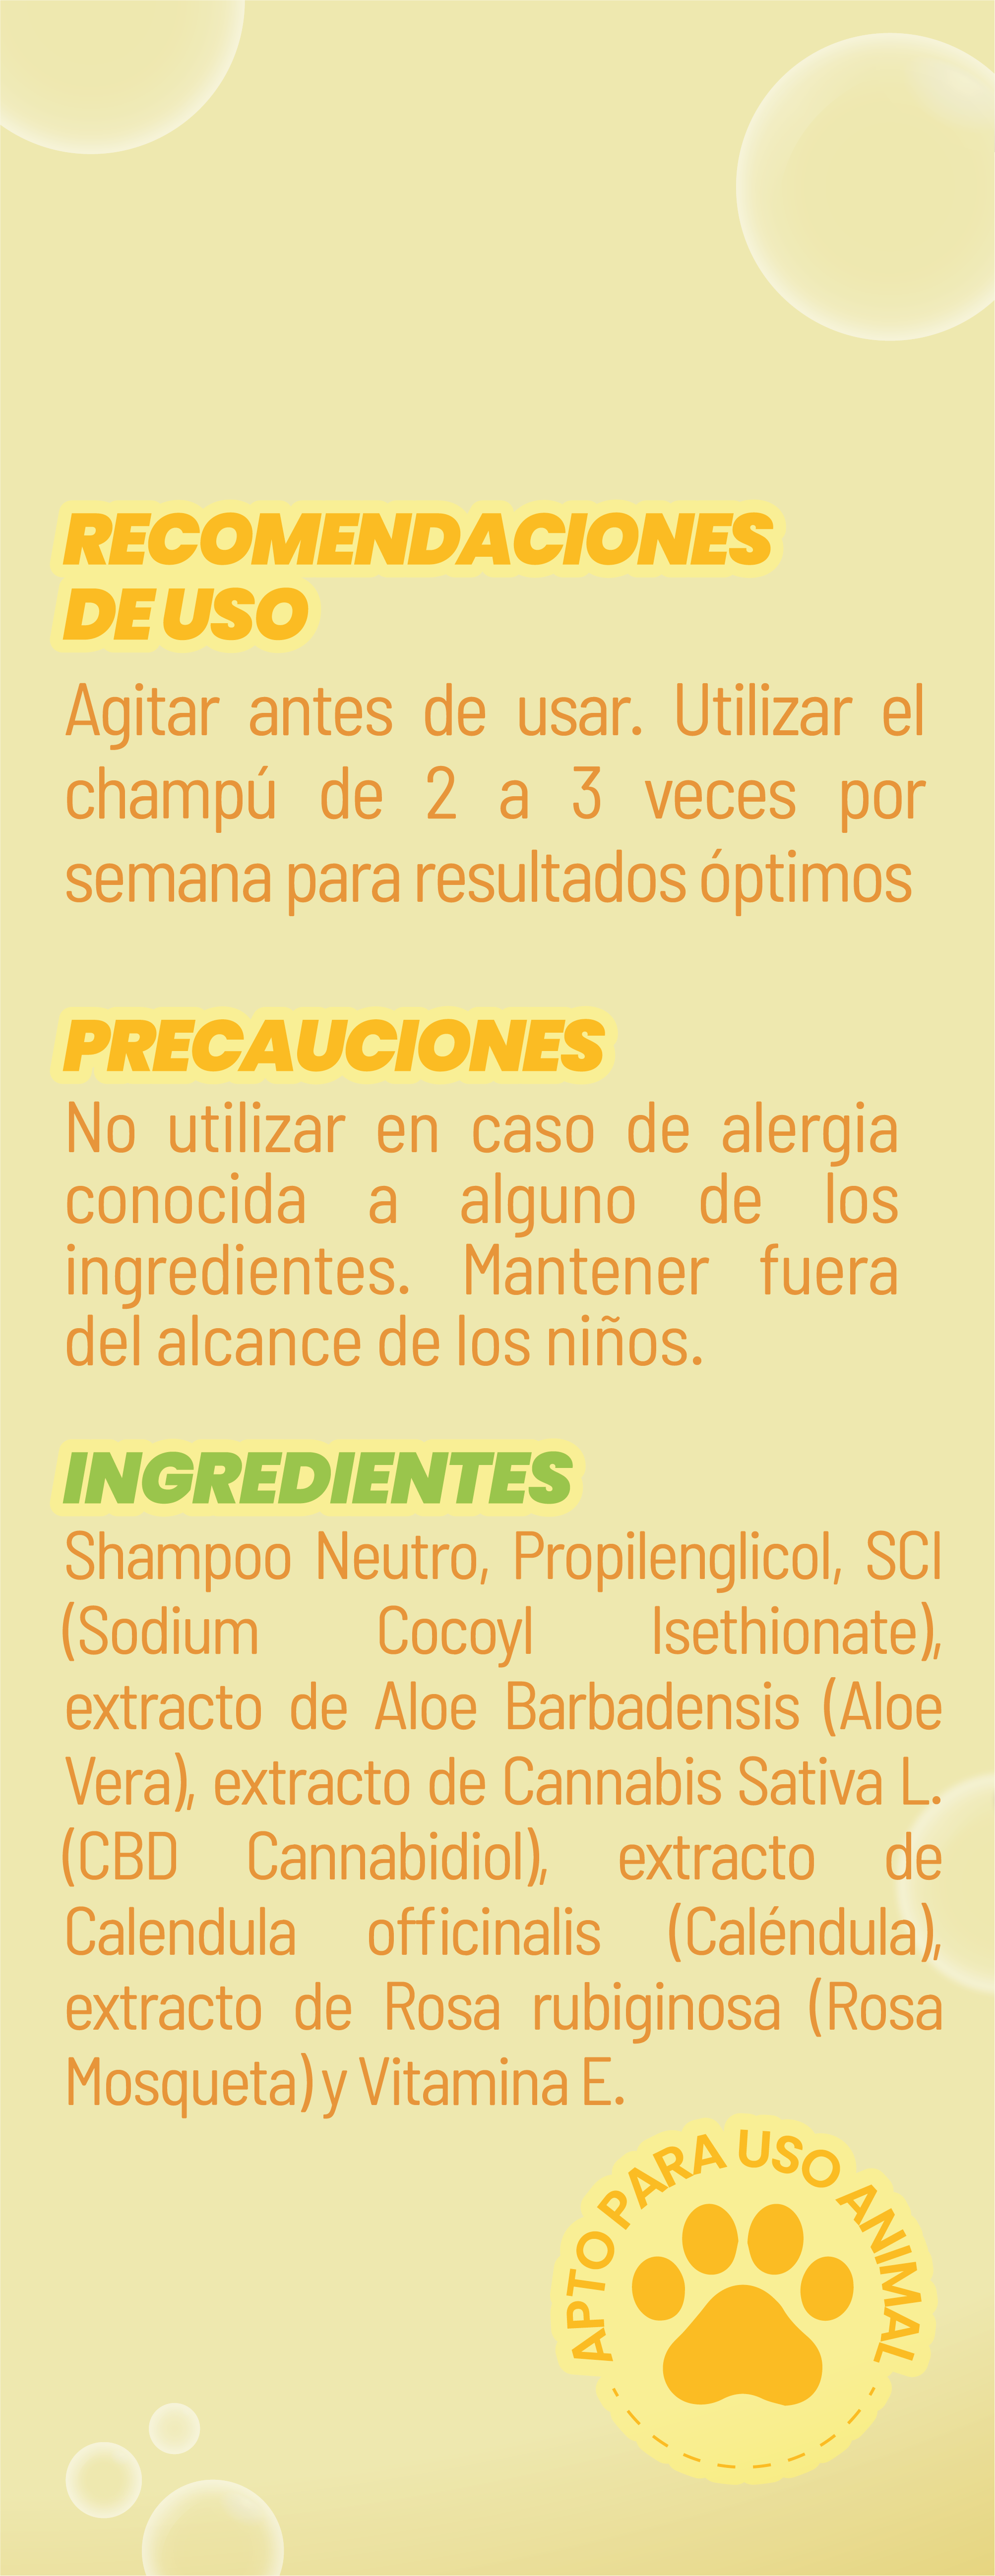 RECOMENDACIONES
DE USO
Agitar antes de usar. Utilizar el
champú de 2 a 3 veces por
semana para resultados óptimos
PRECAUCIONES
No utilizar en caso de alergia
conocida a alguno de los
ingredientes. Mantener fuera
del alcance de los niños.
INGREDIENTES
Shampoo Neutro, Propilenglicol, SCI
(Sodium Cocoyl Isethionate),
extracto de Aloe Barbadensis (Aloe
Vera), extracto de Cannabis Sativa L.
(CBD Cannabidiol), extracto de
Calendula officinalis (Caléndula),
extracto de Rosa rubiginosa (Rosa
Mosqueta) y Vitamina E.
APTO PARA USO ANIMAL